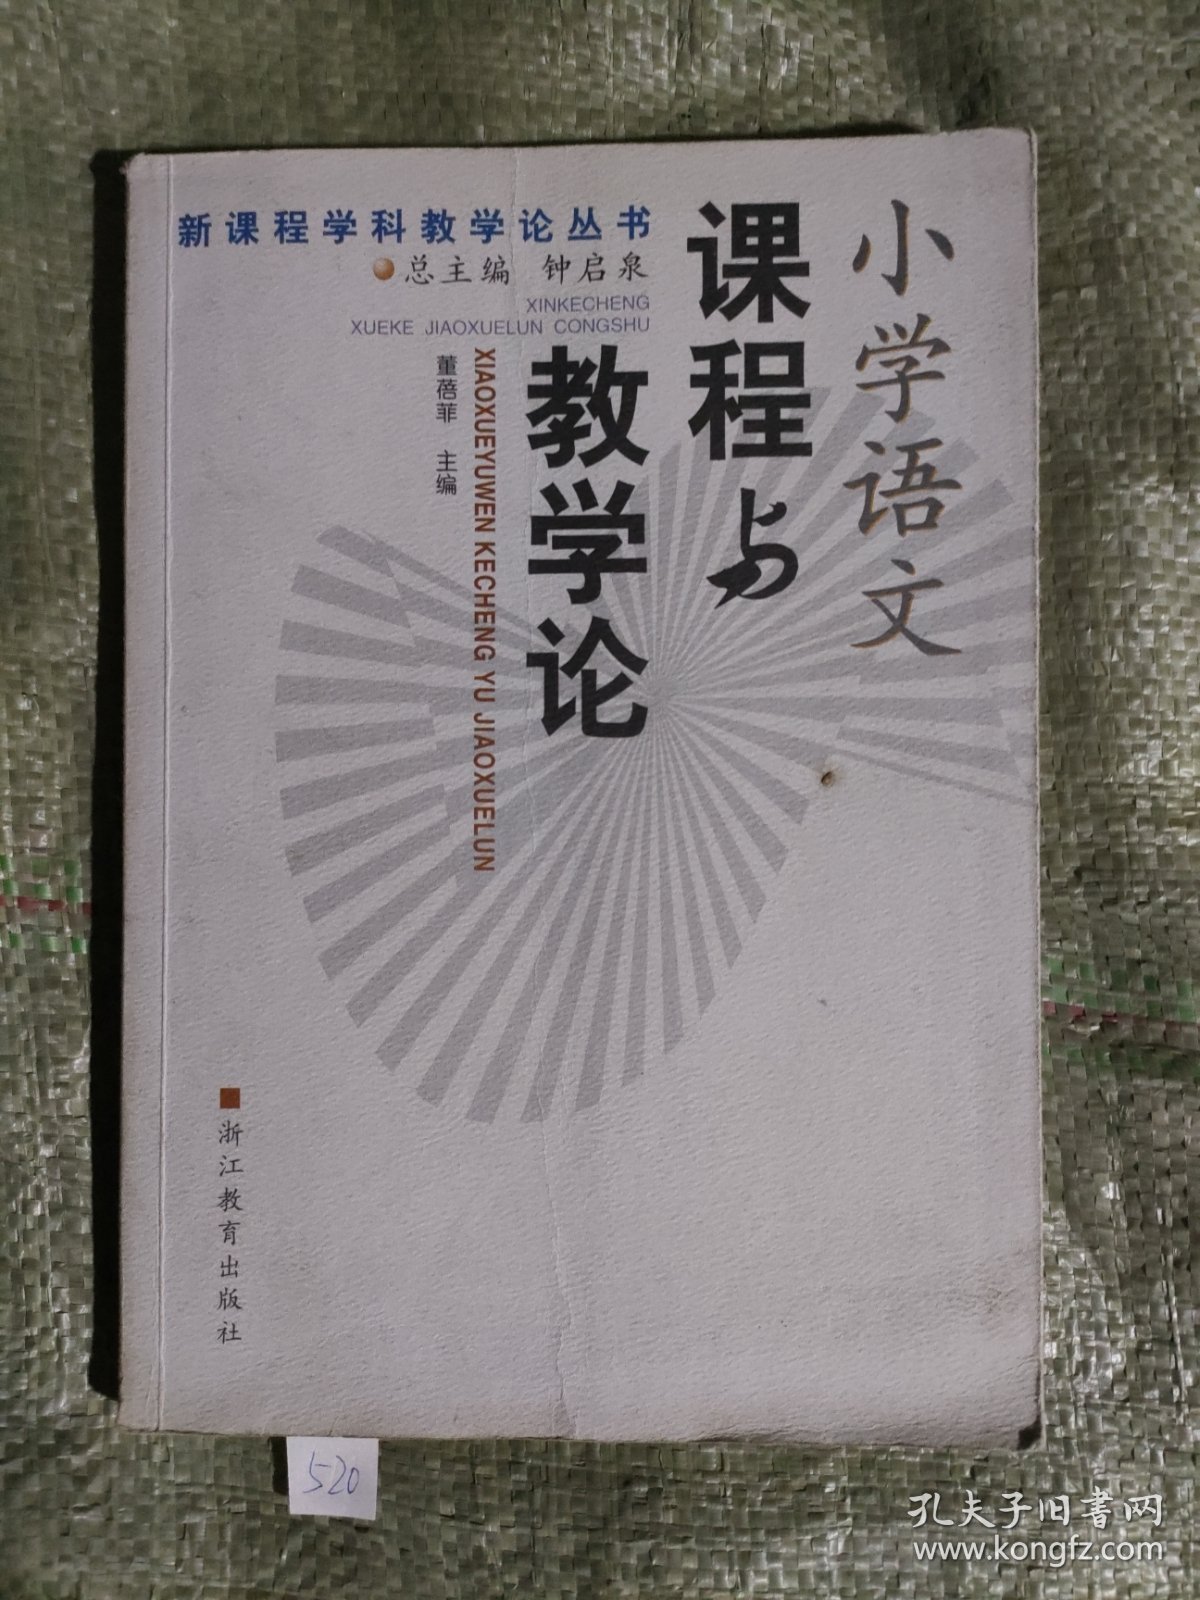 小学语文
课程与
教学论
新课程学科教学论丛书
总主编 钟启泉
XINKECHENG
XUEKE JIAOXUELUN CONGSHU
XIAOXUEYUWEN KECHENG YU JIAOXUELUN
董蓓菲 主编
浙江教育出版社
520
孔夫子旧书网
www.kongfz.com